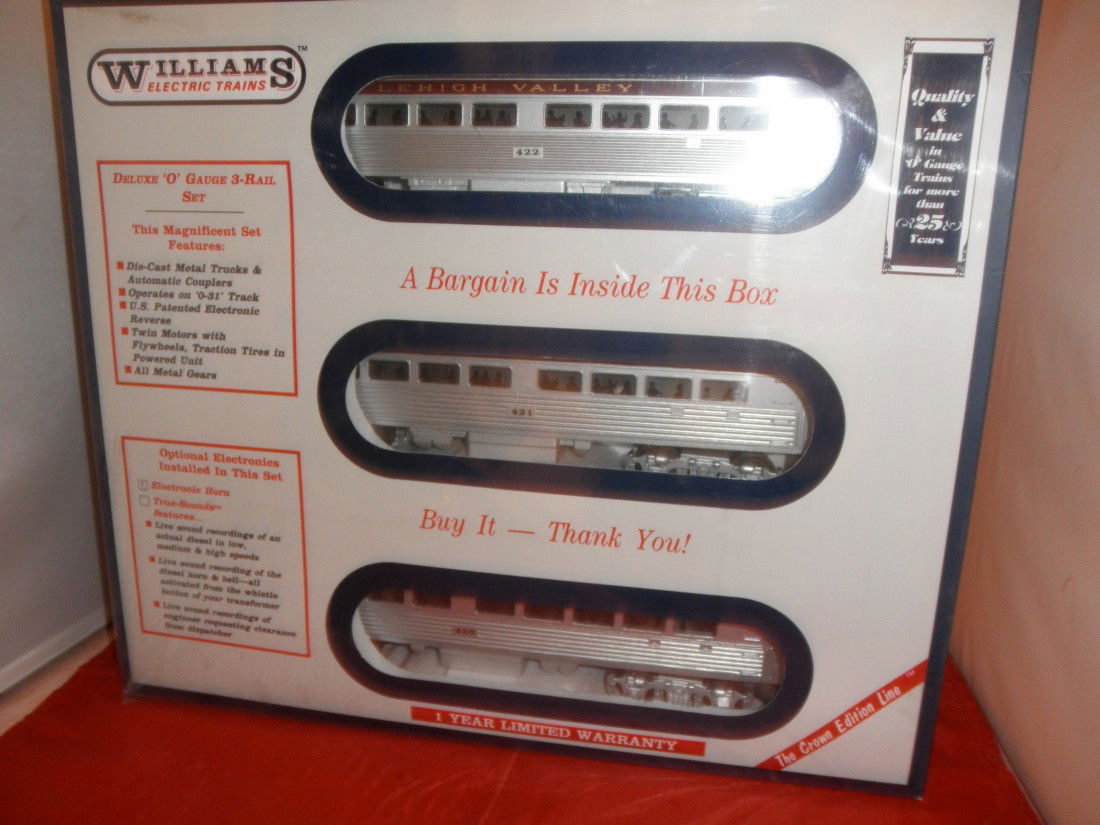 WILLIAMS™
ELECTRIC TRAINS
DELUXE 'O' GAUGE 3-RAIL
SET
This Magnificent Set
Features:
Die-Cast Metal Trucks &
Automatic Couplers
Operates on '0-31' Track
U.S. Patented Electronic
Reverse
Twin Motors with
Flywheels, Traction Tires in
Powered Unit
All Metal Gears
Optional Electronics
Installed In This Set
Electronic Horn
True-Sounds™
features...
Live sound recordings of an
actual diesel in low,
medium & high speeds
Live sound recording of the
diesel horn & bell—all
activated from the whistle
button of your transformer
Live sound recordings of
engineer requesting clearance
from dispatcher
LEHIGH VALLEY
422
A Bargain Is Inside This Box
421
Buy It — Thank You!
420
1 YEAR LIMITED WARRANTY
Quality
&
Value
in
'O' Gauge
Trains
for more
than
25
Years
The Crown Edition Line™